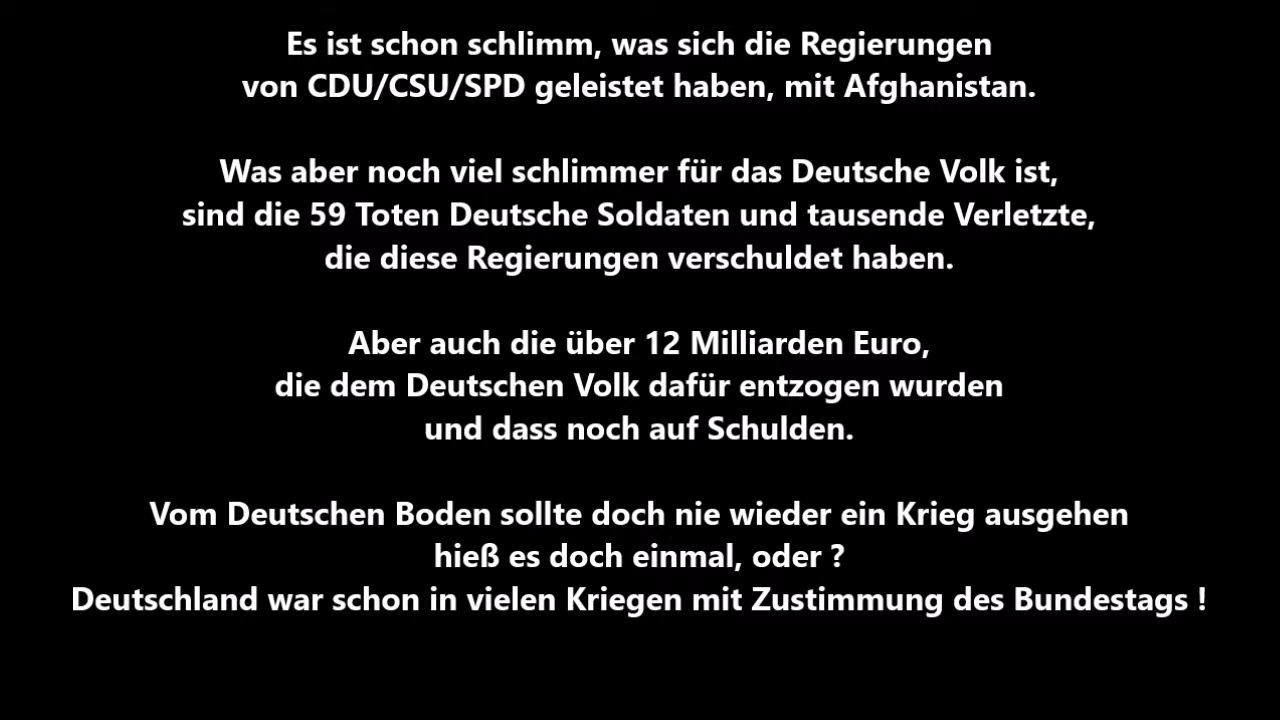 Es ist schon schlimm, was sich die Regierungen
von CDU/CSU/SPD geleistet haben, mit Afghanistan.
Was aber noch viel schlimmer für das Deutsche Volk ist,
sind die 59 Toten Deutsche Soldaten und tausende Verletzte,
die diese Regierungen verschuldet haben.
Aber auch die über 12 Milliarden Euro,
die dem Deutschen Volk dafür entzogen wurden
und dass noch auf Schulden.
Vom Deutschen Boden sollte doch nie wieder ein Krieg ausgehen
hieß es doch einmal, oder ?
Deutschland war schon in vielen Kriegen mit Zustimmung des Bundestags !